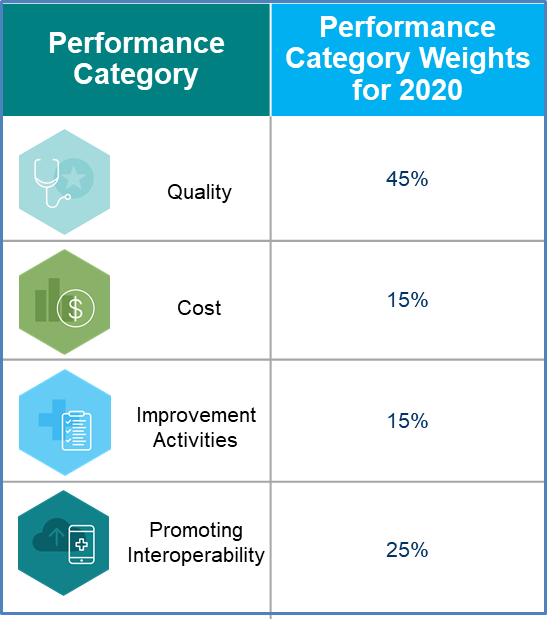 Performance
Category
Performance
Category Weights
for 2020
Quality
45%
Cost
15%
Improvement
Activities
15%
Promoting
Interoperability
25%